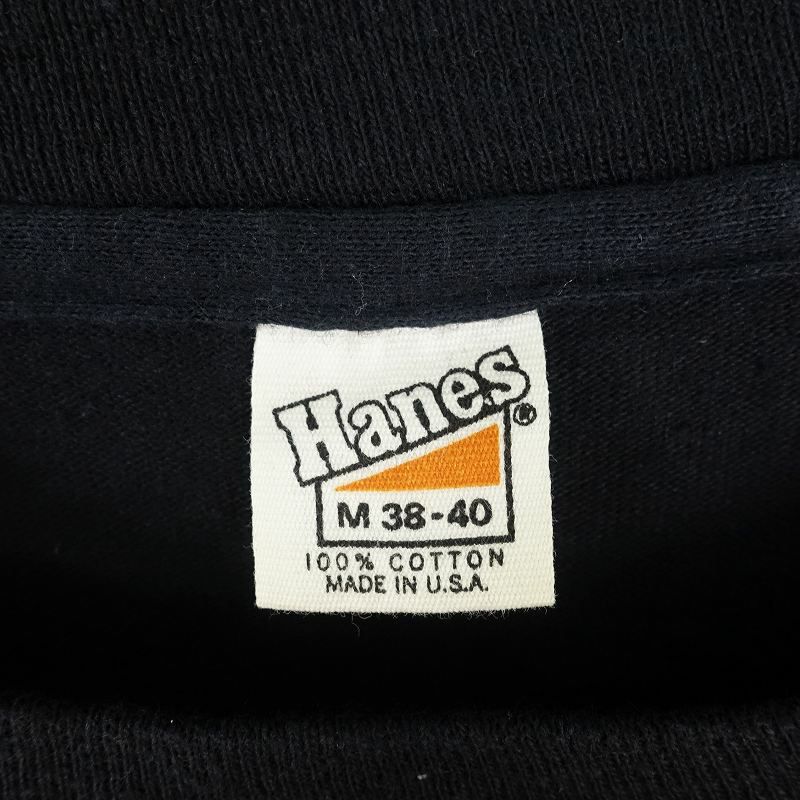 Hanes®
M 38-40
100% COTTON
MADE IN U.S.A.